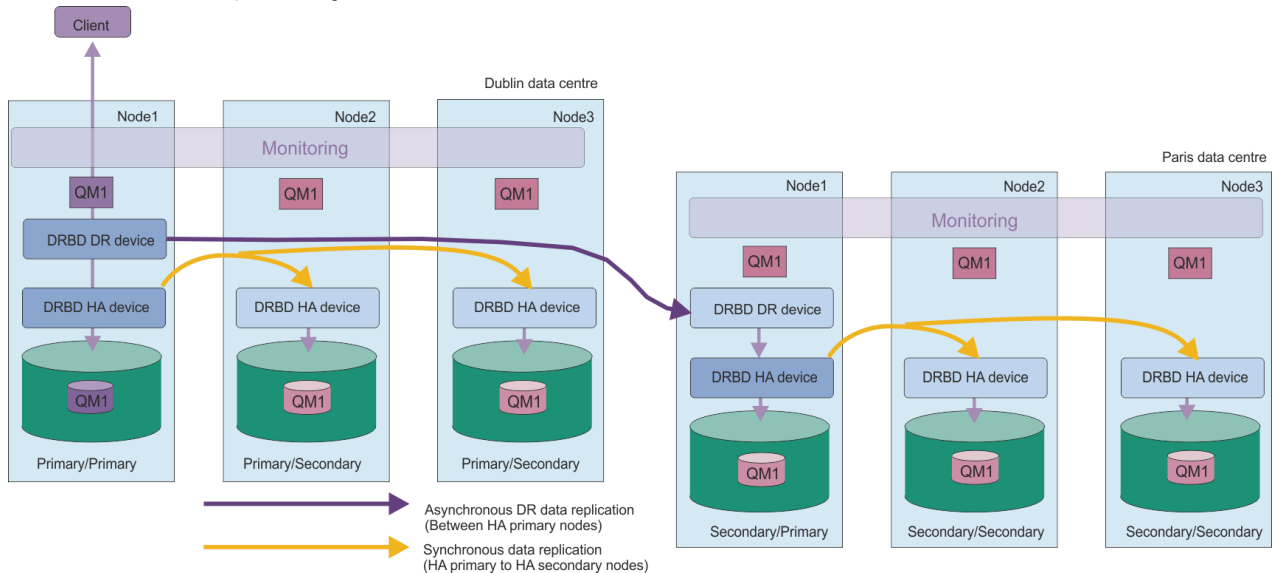 Client
Dublin data centre
Node1
Node2
Node3
Monitoring
QM1
QM1
QM1
DRBD DR device
DRBD HA device
DRBD HA device
DRBD HA device
QM1
QM1
QM1
Primary/Primary
Primary/Secondary
Primary/Secondary
Paris data centre
Node1
Node2
Node3
Monitoring
QM1
QM1
QM1
DRBD DR device
DRBD HA device
DRBD HA device
DRBD HA device
QM1
QM1
QM1
Secondary/Primary
Secondary/Secondary
Secondary/Secondary
Asynchronous DR data replication
(Between HA primary nodes)
Synchronous data replication
(HA primary to HA secondary nodes)